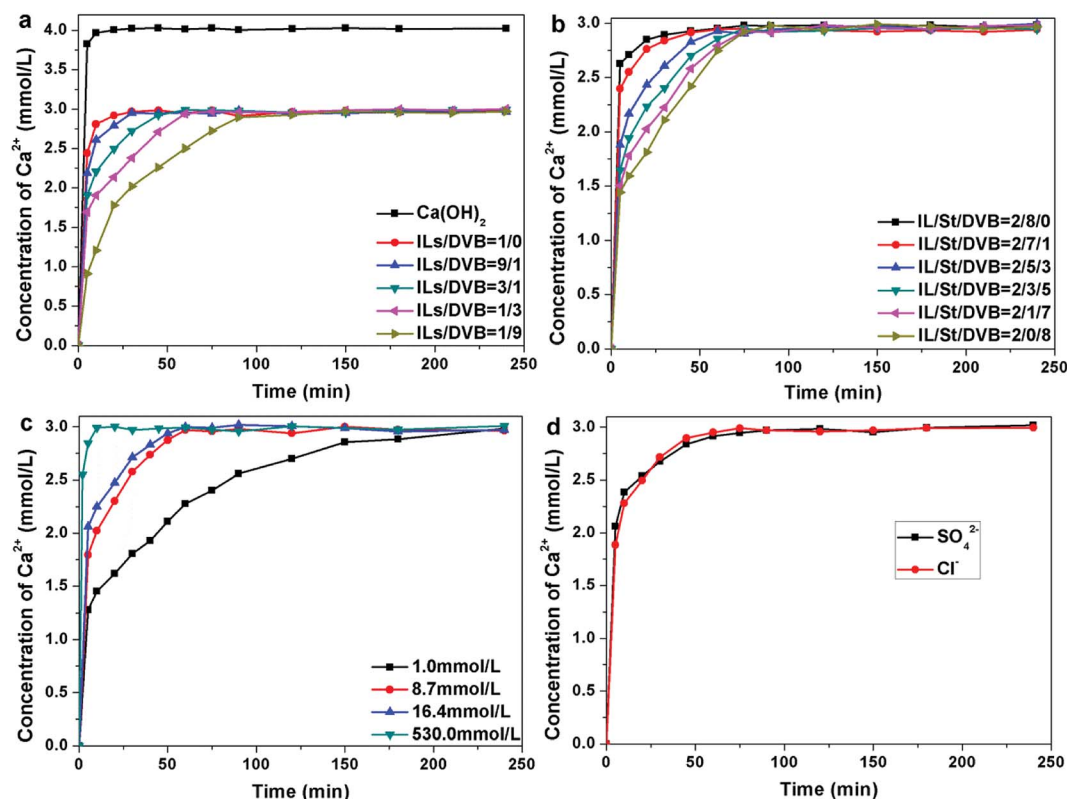 a
Concentration of Ca²⁺ (mmol/L)
4.0
3.5
3.0
2.5
2.0
1.5
1.0
0.5
0.0
Ca(OH)₂
ILs/DVB=1/0
ILs/DVB=9/1
ILs/DVB=3/1
ILs/DVB=1/3
ILs/DVB=1/9
0 50 100 150 200 250
Time (min)
b
Concentration of Ca²⁺ (mmol/L)
3.0
2.5
2.0
1.5
1.0
0.5
0.0
IL/St/DVB=2/8/0
IL/St/DVB=2/7/1
IL/St/DVB=2/5/3
IL/St/DVB=2/3/5
IL/St/DVB=2/1/7
IL/St/DVB=2/0/8
0 50 100 150 200 250
Time (min)
c
Concentration of Ca²⁺ (mmol/L)
3.0
2.5
2.0
1.5
1.0
0.5
0.0
1.0mmol/L
8.7mmol/L
16.4mmol/L
530.0mmol/L
0 50 100 150 200 250
Time (min)
d
Concentration of Ca²⁺ (mmol/L)
3.0
2.5
2.0
1.5
1.0
0.5
0.0
SO₄²⁻
Cl⁻
0 50 100 150 200 250
Time (min)